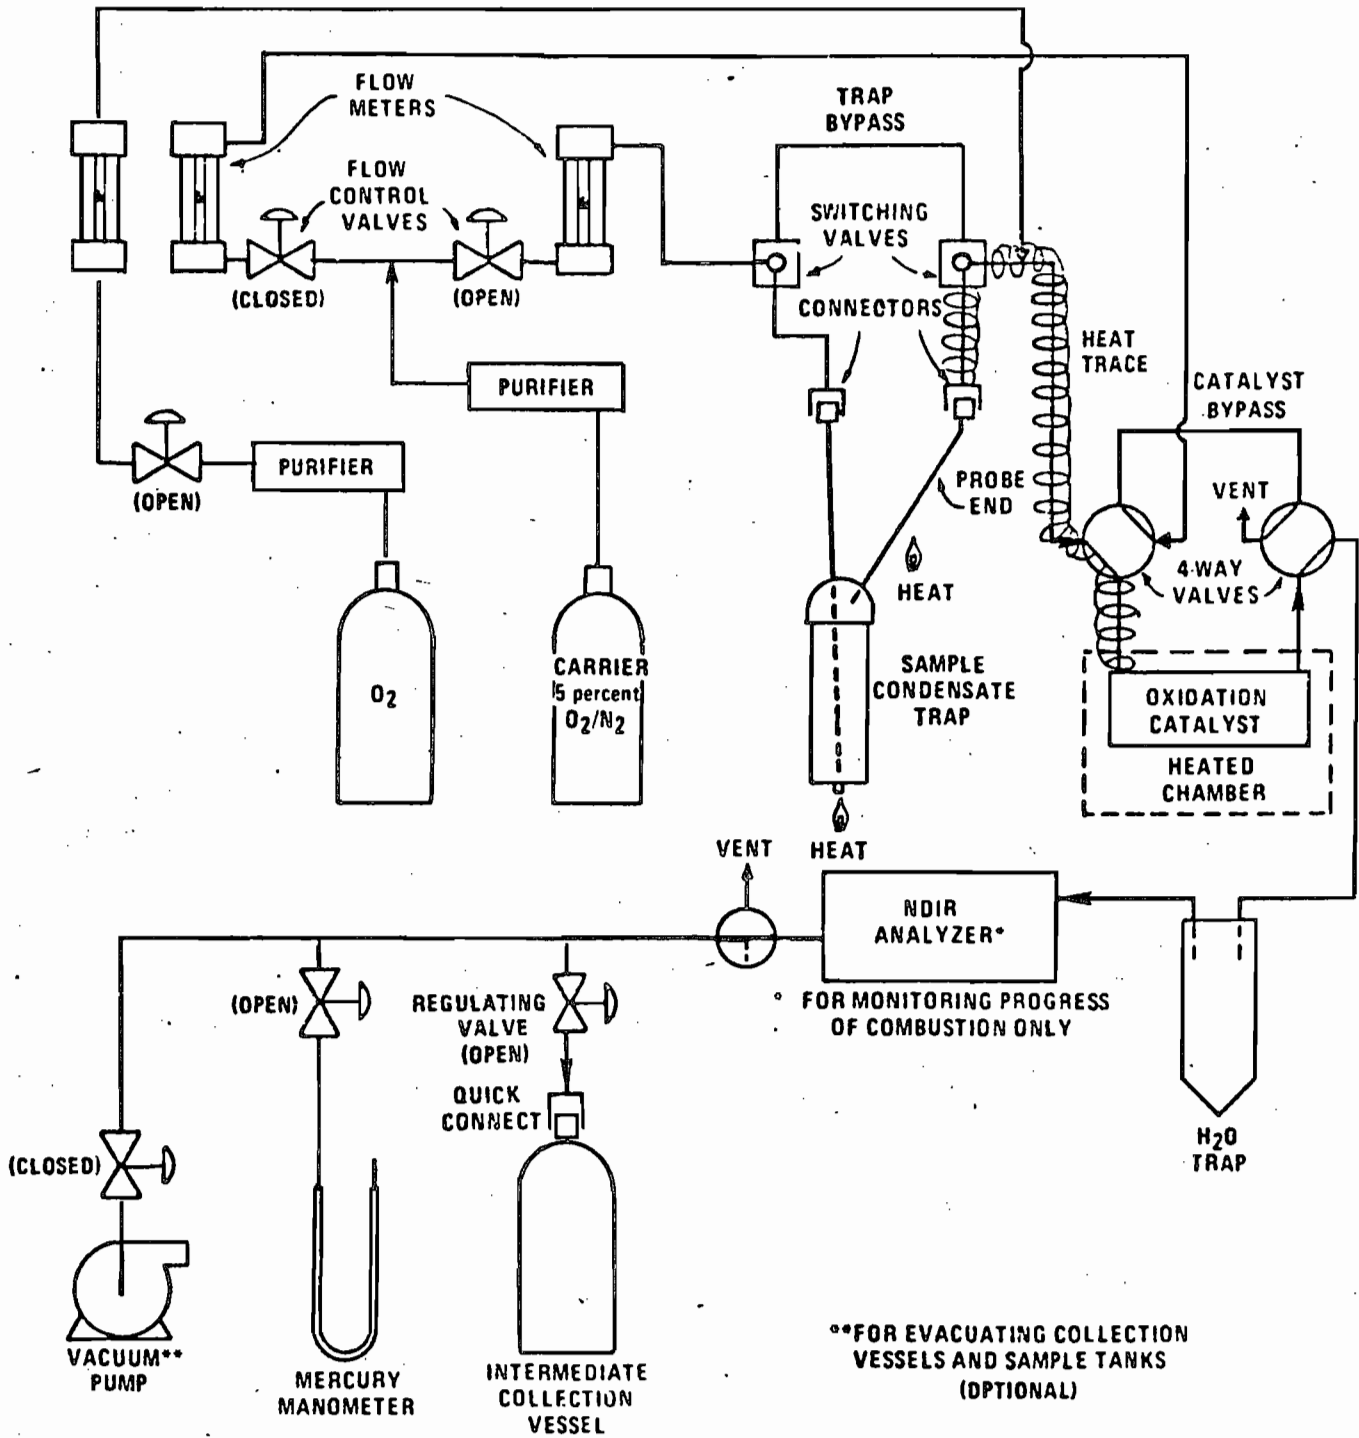 FLOW
METERS
TRAP
BYPASS
FLOW
CONTROL
VALVES
SWITCHING
VALVES
(CLOSED)
(OPEN)
CONNECTORS
HEAT
TRACE
PURIFIER
CATALYST
BYPASS
PURIFIER
(OPEN)
PROBE
END
VENT
HEAT
4-WAY
VALVES
O2
CARRIER
5 percent
O2/N2
SAMPLE
CONDENSATE
TRAP
OXIDATION
CATALYST
HEATED
CHAMBER
VENT
HEAT
NDIR
ANALYZER*
(OPEN)
REGULATING
VALVE
(OPEN)
* FOR MONITORING PROGRESS
OF COMBUSTION ONLY
QUICK
CONNECT
H2O
TRAP
(CLOSED)
VACUUM**
PUMP
MERCURY
MANOMETER
INTERMEDIATE
COLLECTION
VESSEL
**FOR EVACUATING COLLECTION
VESSELS AND SAMPLE TANKS
(OPTIONAL)